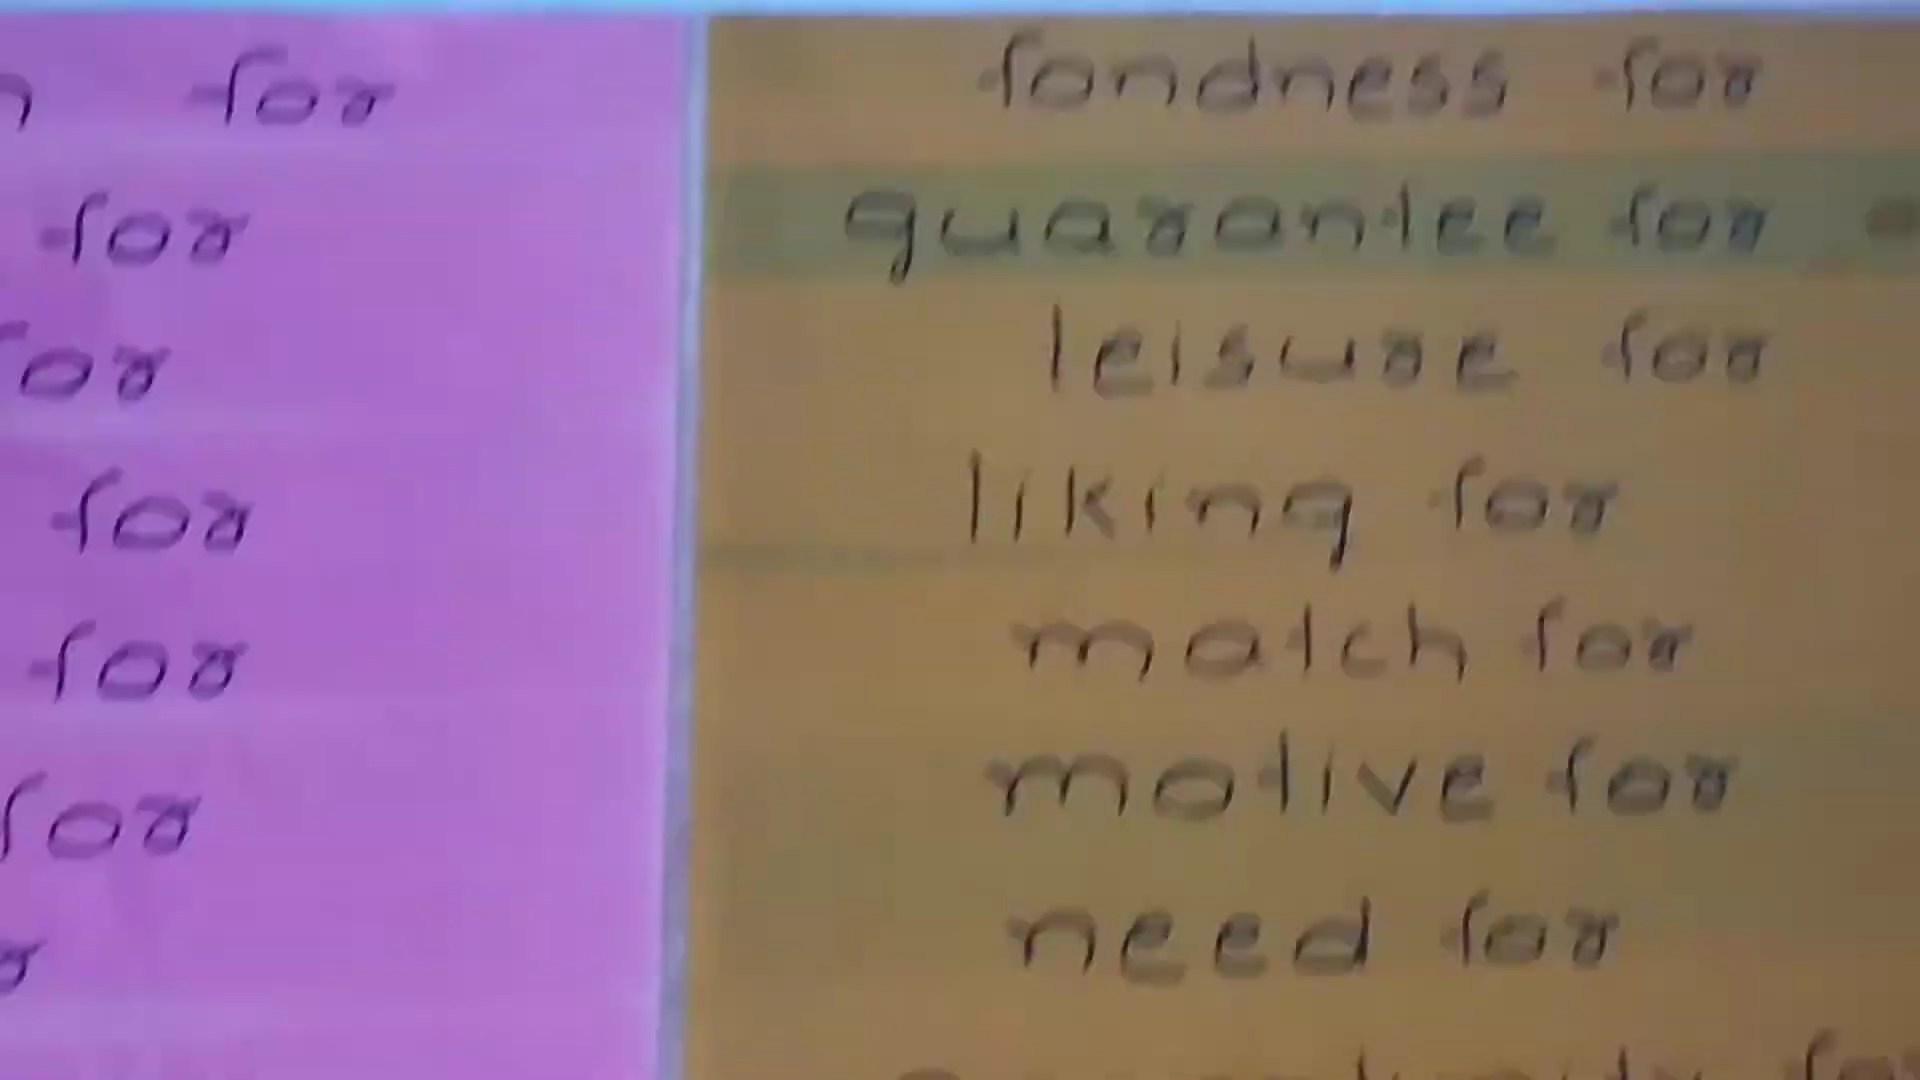 for
for
for
for
for
for
fondness for
guarantee for
leisure for
liking for
match for
motive for
need for